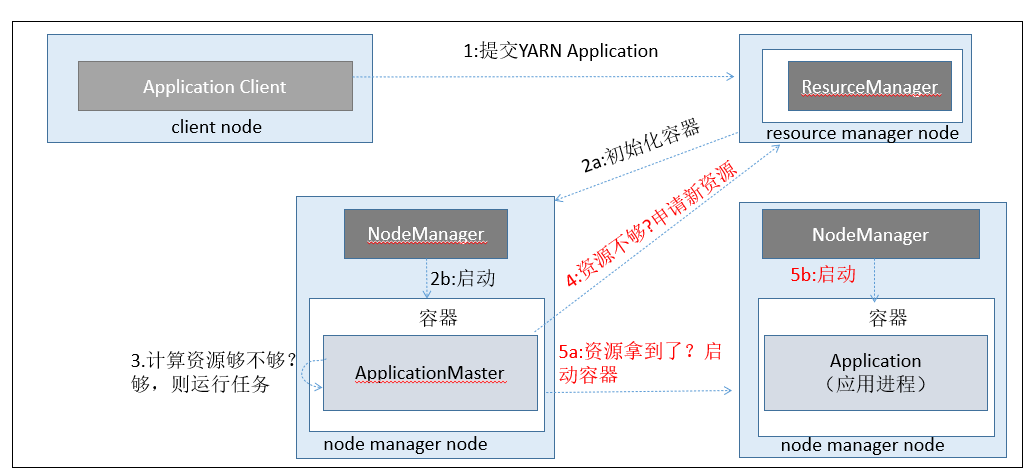 1:提交YARN Application
Application Client
client node
ResurceManager
resource manager node
2a:初始化容器
4:资源不够?申请新资源
NodeManager
2b:启动
容器
3.计算资源够不够?
够，则运行任务
ApplicationMaster
node manager node
5a:资源拿到了？启
动容器
NodeManager
5b:启动
容器
Application
（应用进程）
node manager node